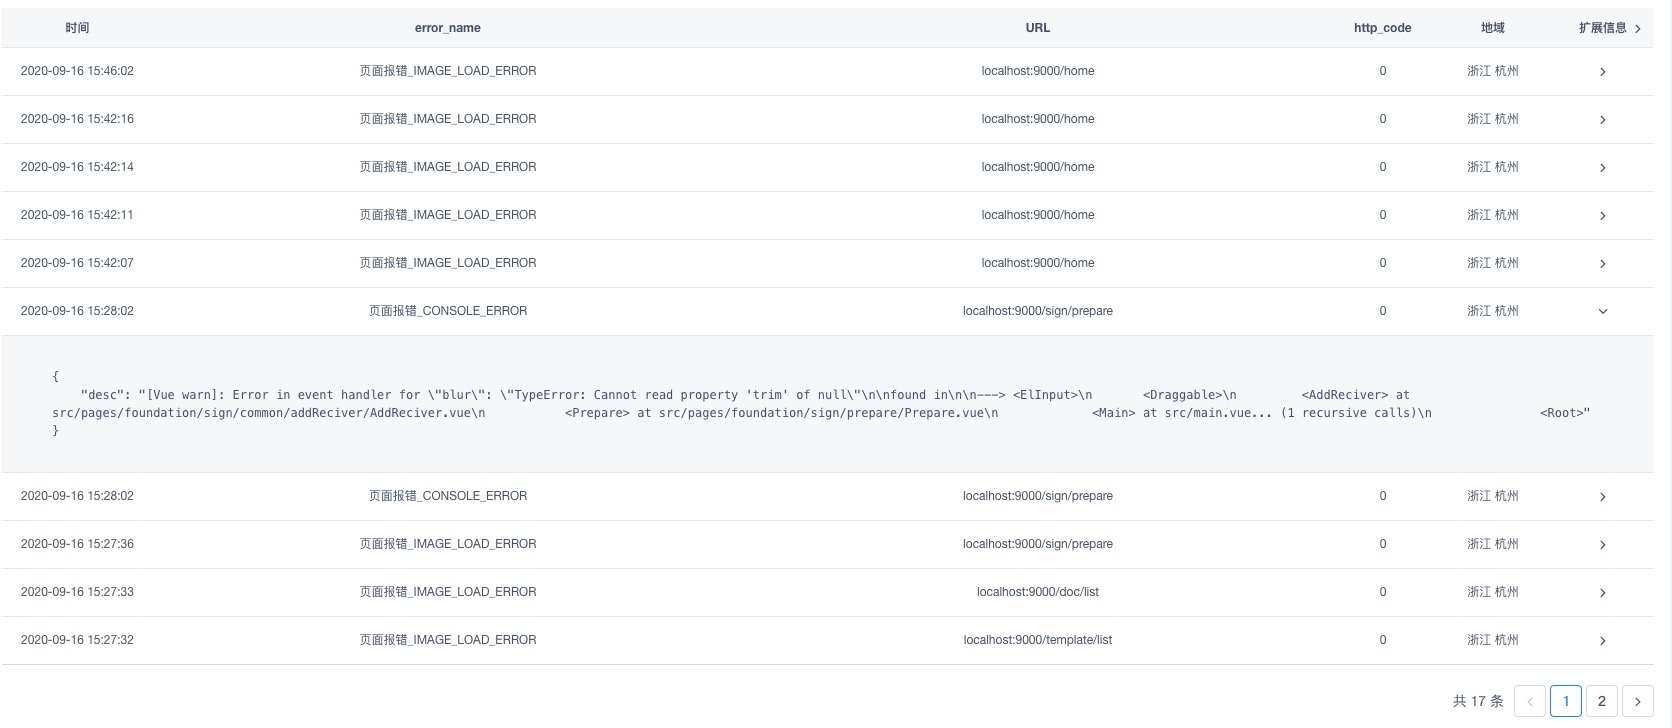 时间 error_name URL http_code 地域 扩展信息
2020-09-16 15:46:02 页面报错_IMAGE_LOAD_ERROR localhost:9000/home 0 浙江 杭州
2020-09-16 15:42:16 页面报错_IMAGE_LOAD_ERROR localhost:9000/home 0 浙江 杭州
2020-09-16 15:42:14 页面报错_IMAGE_LOAD_ERROR localhost:9000/home 0 浙江 杭州
2020-09-16 15:42:11 页面报错_IMAGE_LOAD_ERROR localhost:9000/home 0 浙江 杭州
2020-09-16 15:42:07 页面报错_IMAGE_LOAD_ERROR localhost:9000/home 0 浙江 杭州
2020-09-16 15:28:02 页面报错_CONSOLE_ERROR localhost:9000/sign/prepare 0 浙江 杭州
{
"desc": "[Vue warn]: Error in event handler for \"blur\": \"TypeError: Cannot read property 'trim' of null\"\n\nfound in\n\n---> <ElInput>\n <Draggable>\n <AddReciver> at
src/pages/foundation/sign/common/addReciver/AddReciver.vue\n <Prepare> at src/pages/foundation/sign/prepare/Prepare.vue\n <Main> at src/main.vue... (1 recursive calls)\n <Root>"
}
2020-09-16 15:28:02 页面报错_CONSOLE_ERROR localhost:9000/sign/prepare 0 浙江 杭州
2020-09-16 15:27:36 页面报错_IMAGE_LOAD_ERROR localhost:9000/sign/prepare 0 浙江 杭州
2020-09-16 15:27:33 页面报错_IMAGE_LOAD_ERROR localhost:9000/doc/list 0 浙江 杭州
2020-09-16 15:27:32 页面报错_IMAGE_LOAD_ERROR localhost:9000/template/list 0 浙江 杭州
共 17 条 1 2